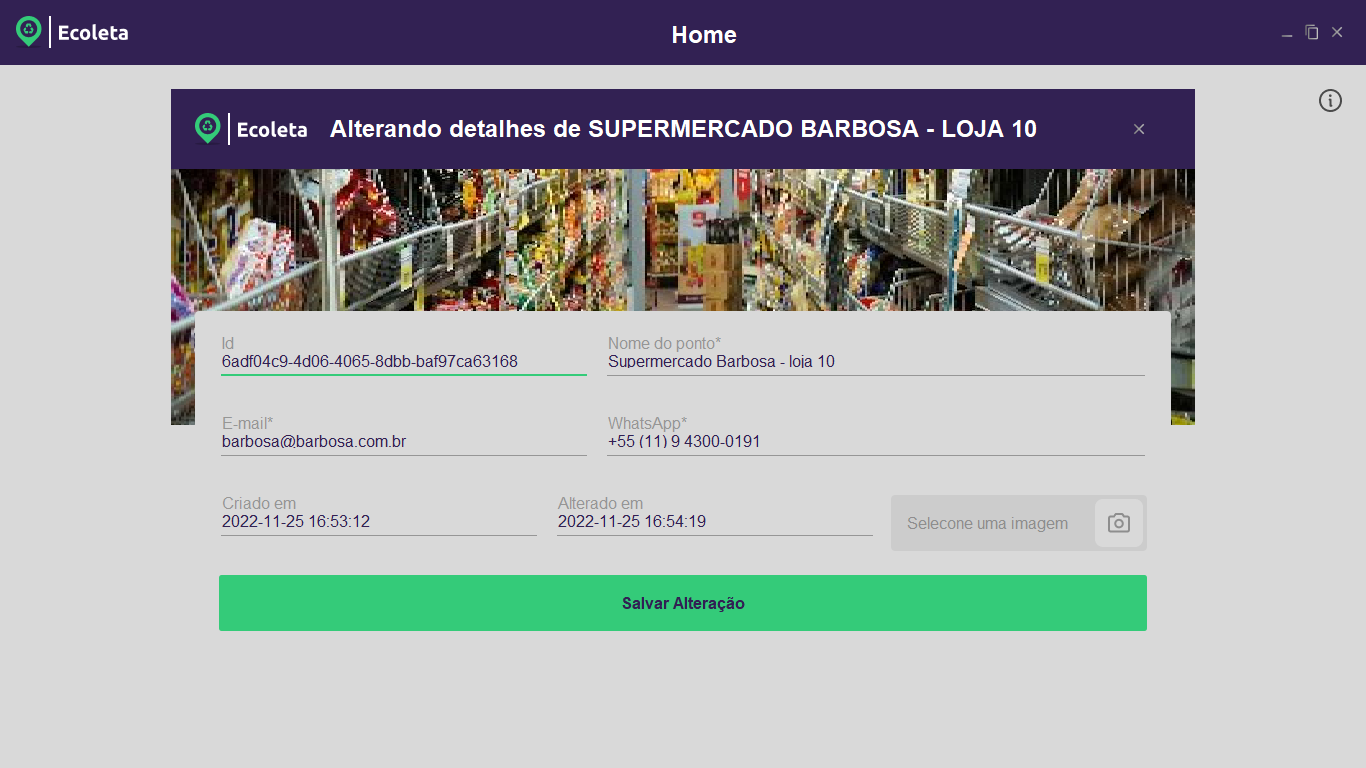 Ecoleta
Home
Ecoleta
Alterando detalhes de SUPERMERCADO BARBOSA - LOJA 10
Id
6adf04c9-4d06-4065-8dbb-baf97ca63168
Nome do ponto*
Supermercado Barbosa - loja 10
E-mail*
barbosa@barbosa.com.br
WhatsApp*
+55 (11) 9 4300-0191
Criado em
2022-11-25 16:53:12
Alterado em
2022-11-25 16:54:19
Selecone uma imagem
Salvar Alteração